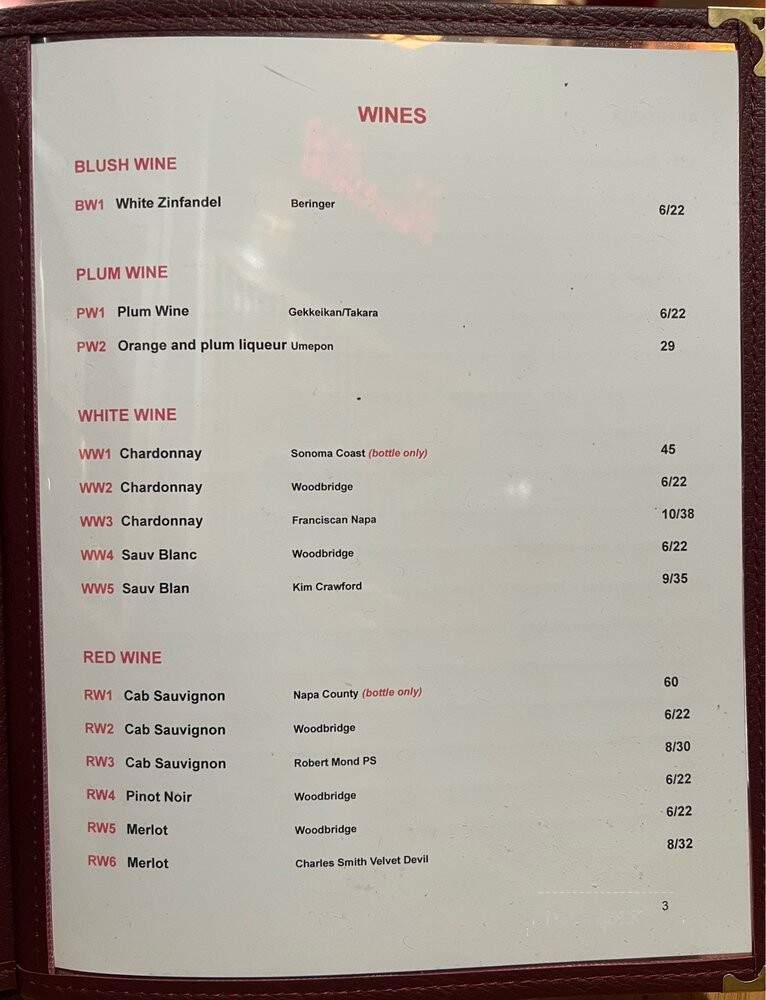 WINES
BLUSH WINE
BW1 White Zinfandel Beringer 6/22
PLUM WINE
PW1 Plum Wine Gekkeikan/Takara 6/22
PW2 Orange and plum liqueur Umepon 29
WHITE WINE
WW1 Chardonnay Sonoma Coast (bottle only) 45
WW2 Chardonnay Woodbridge 6/22
WW3 Chardonnay Franciscan Napa 10/38
WW4 Sauv Blanc Woodbridge 6/22
WW5 Sauv Blan Kim Crawford 9/35
RED WINE
RW1 Cab Sauvignon Napa County (bottle only) 60
RW2 Cab Sauvignon Woodbridge 6/22
RW3 Cab Sauvignon Robert Mond PS 8/30
RW4 Pinot Noir Woodbridge 6/22
RW5 Merlot Woodbridge 6/22
RW6 Merlot Charles Smith Velvet Devil 8/32
3